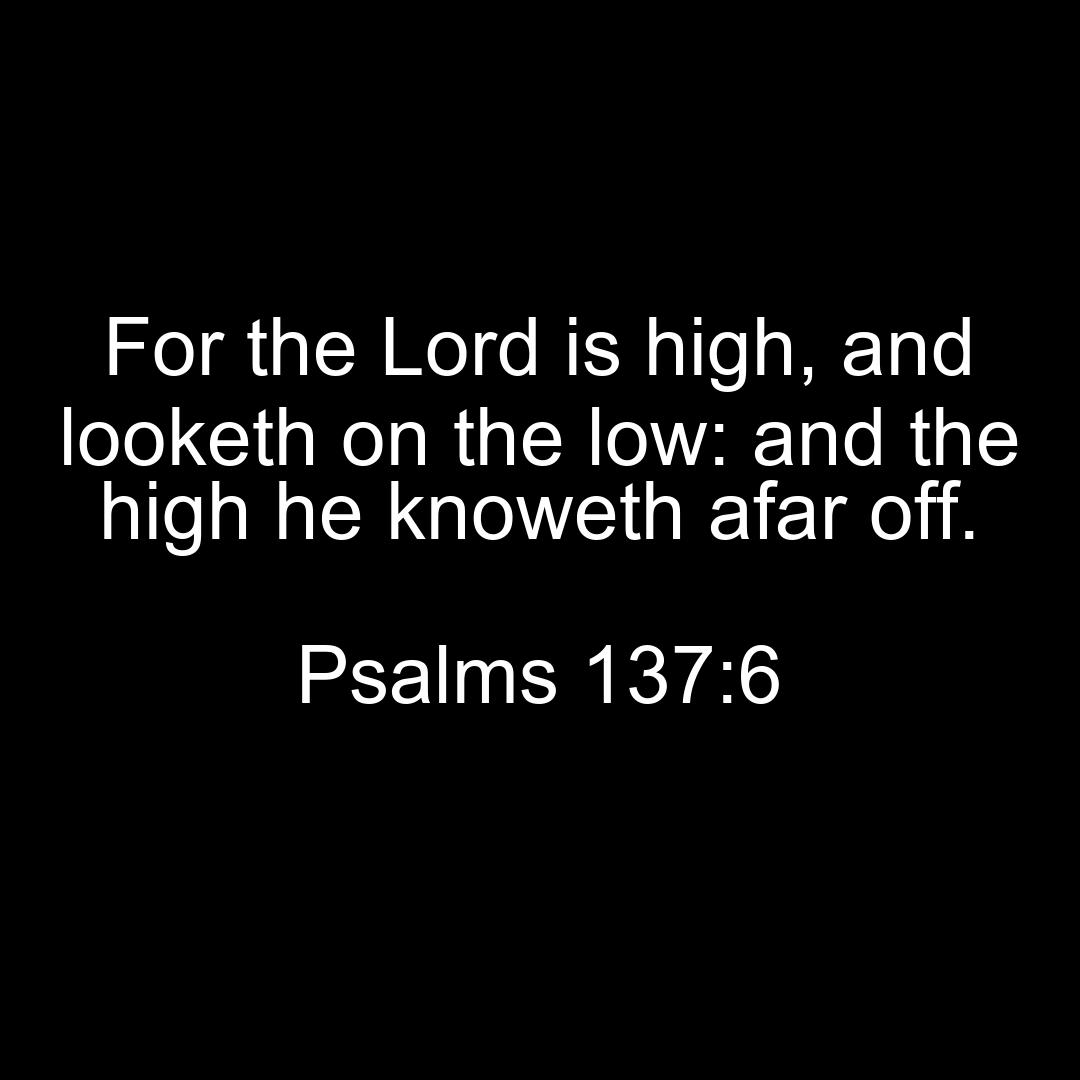 For the Lord is high, and
looketh on the low: and the
high he knoweth afar off.
Psalms 137:6